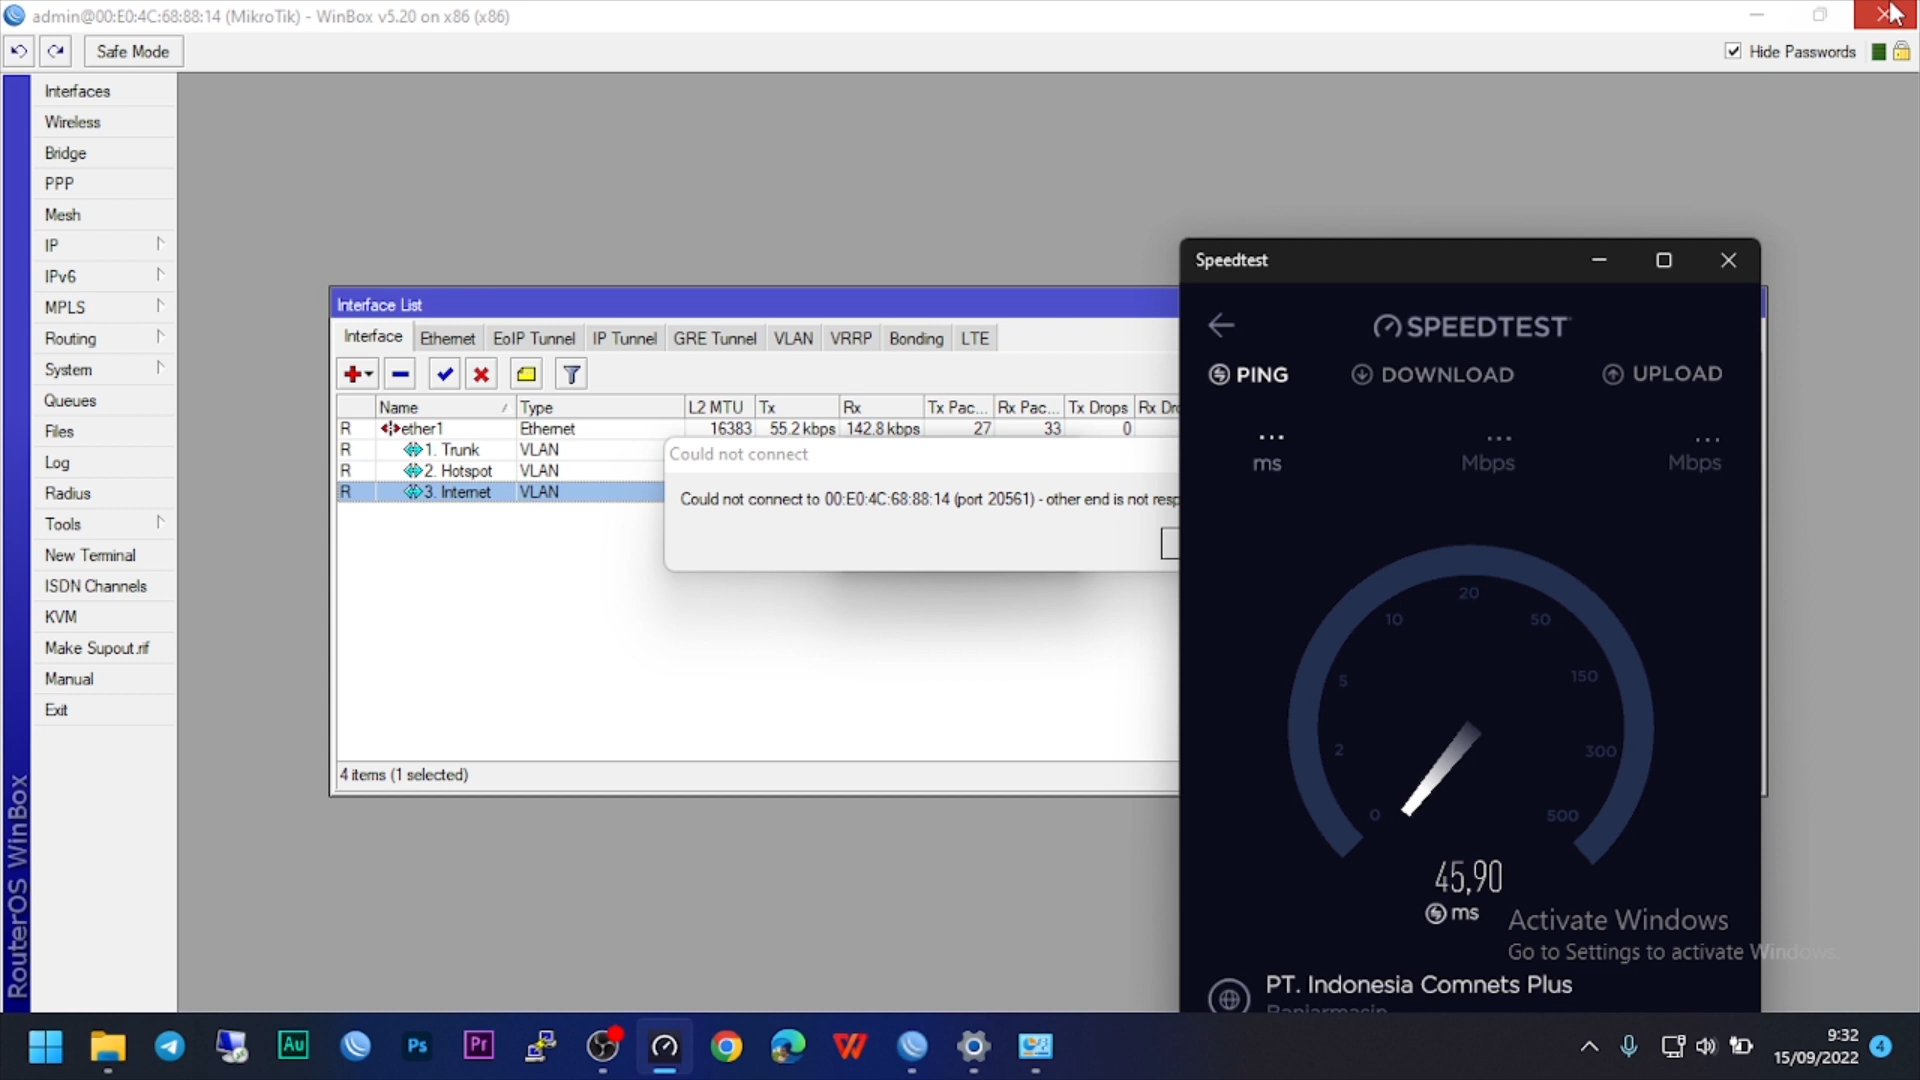 admin@00:E0:4C:68:88:14 (MikroTik) - WinBox v5.20 on x86 (x86)
Safe Mode
Hide Passwords
Interfaces
Wireless
Bridge
PPP
Mesh
IP
IPv6
MPLS
Routing
System
Queues
Files
Log
Radius
Tools
New Terminal
ISDN Channels
KVM
Make Supout.rif
Manual
Exit
RouterOS WinBox
Interface List
Interface Ethernet EoIP Tunnel IP Tunnel GRE Tunnel VLAN VRRP Bonding LTE
Name / Type L2 MTU Tx Rx Tx Pac... Rx Pac... Tx Drops Rx Dro
R ether1 Ethernet 16383 55.2 kbps 142.8 kbps 27 33 0
R 1. Trunk VLAN
R 2. Hotspot VLAN
R 3. Internet VLAN
4 items (1 selected)
Could not connect
Could not connect to 00:E0:4C:68:88:14 (port 20561) - other end is not resp
Speedtest
SPEEDTEST
PING DOWNLOAD UPLOAD
... ... ...
ms Mbps Mbps
0
2
5
10
20
50
150
300
500
45,90
ms
Activate Windows
Go to Settings to activate Windows.
PT. Indonesia Comnets Plus
Banjarmasin
Au
Ps
Pr
9:32
15/09/2022
4